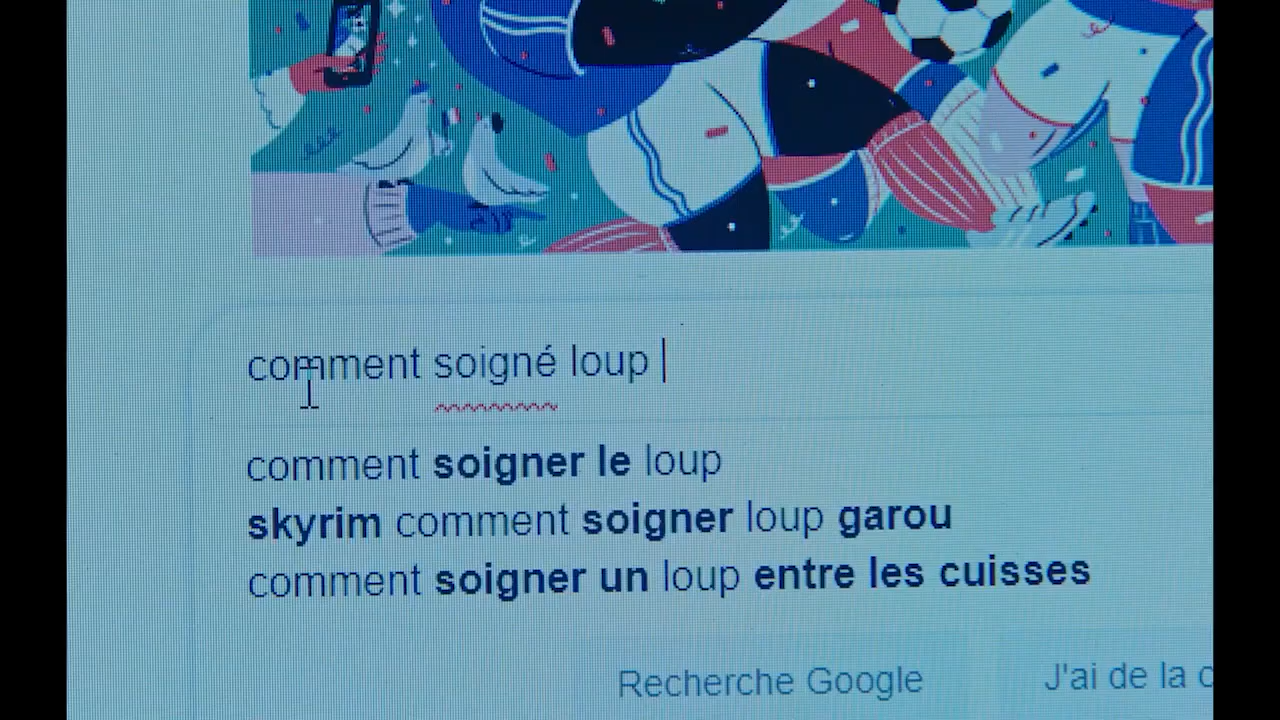 comment soigné loup
comment soigner le loup
skyrim comment soigner loup garou
comment soigner un loup entre les cuisses
Recherche Google
J'ai de la c